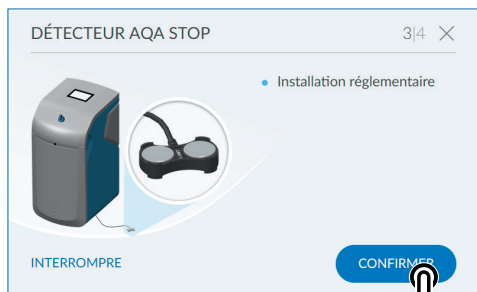 DÉTECTEUR AQA STOP
3|4
• Installation réglementaire
INTERROMPRE
CONFIRMER